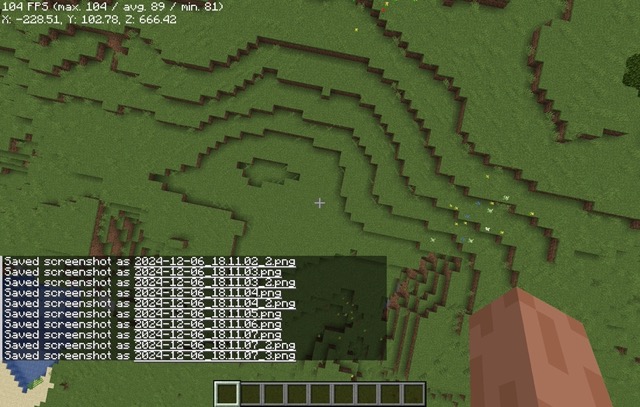 104 FPS (max. 104 / avg. 89 / min. 81)
X: -228.51, Y: 102.78, Z: 666.42
Saved screenshot as 2024-12-06_18.11.02_2.png
Saved screenshot as 2024-12-06_18.11.03.png
Saved screenshot as 2024-12-06_18.11.03_2.png
Saved screenshot as 2024-12-06_18.11.04.png
Saved screenshot as 2024-12-06_18.11.04_2.png
Saved screenshot as 2024-12-06_18.11.05.png
Saved screenshot as 2024-12-06_18.11.06.png
Saved screenshot as 2024-12-06_18.11.07.png
Saved screenshot as 2024-12-06_18.11.07_2.png
Saved screenshot as 2024-12-06_18.11.07_3.png